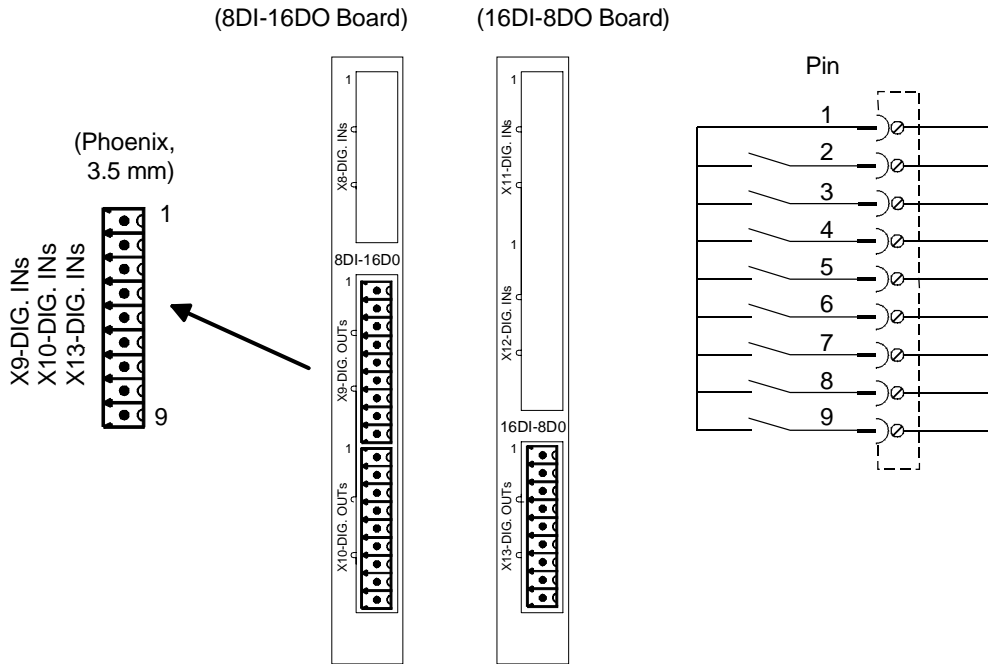 (8DI-16DO Board)
(16DI-8DO Board)
Pin
(Phoenix,
3.5 mm)
1
9
X9-DIG. INs
X10-DIG. INs
X13-DIG. INs
1
X8-DIG. INs
8DI-16D0
1
X9-DIG. OUTs
1
X10-DIG. OUTs
1
X11-DIG. INs
1
X12-DIG. INs
16DI-8D0
1
X13-DIG. OUTs
1
2
3
4
5
6
7
8
9